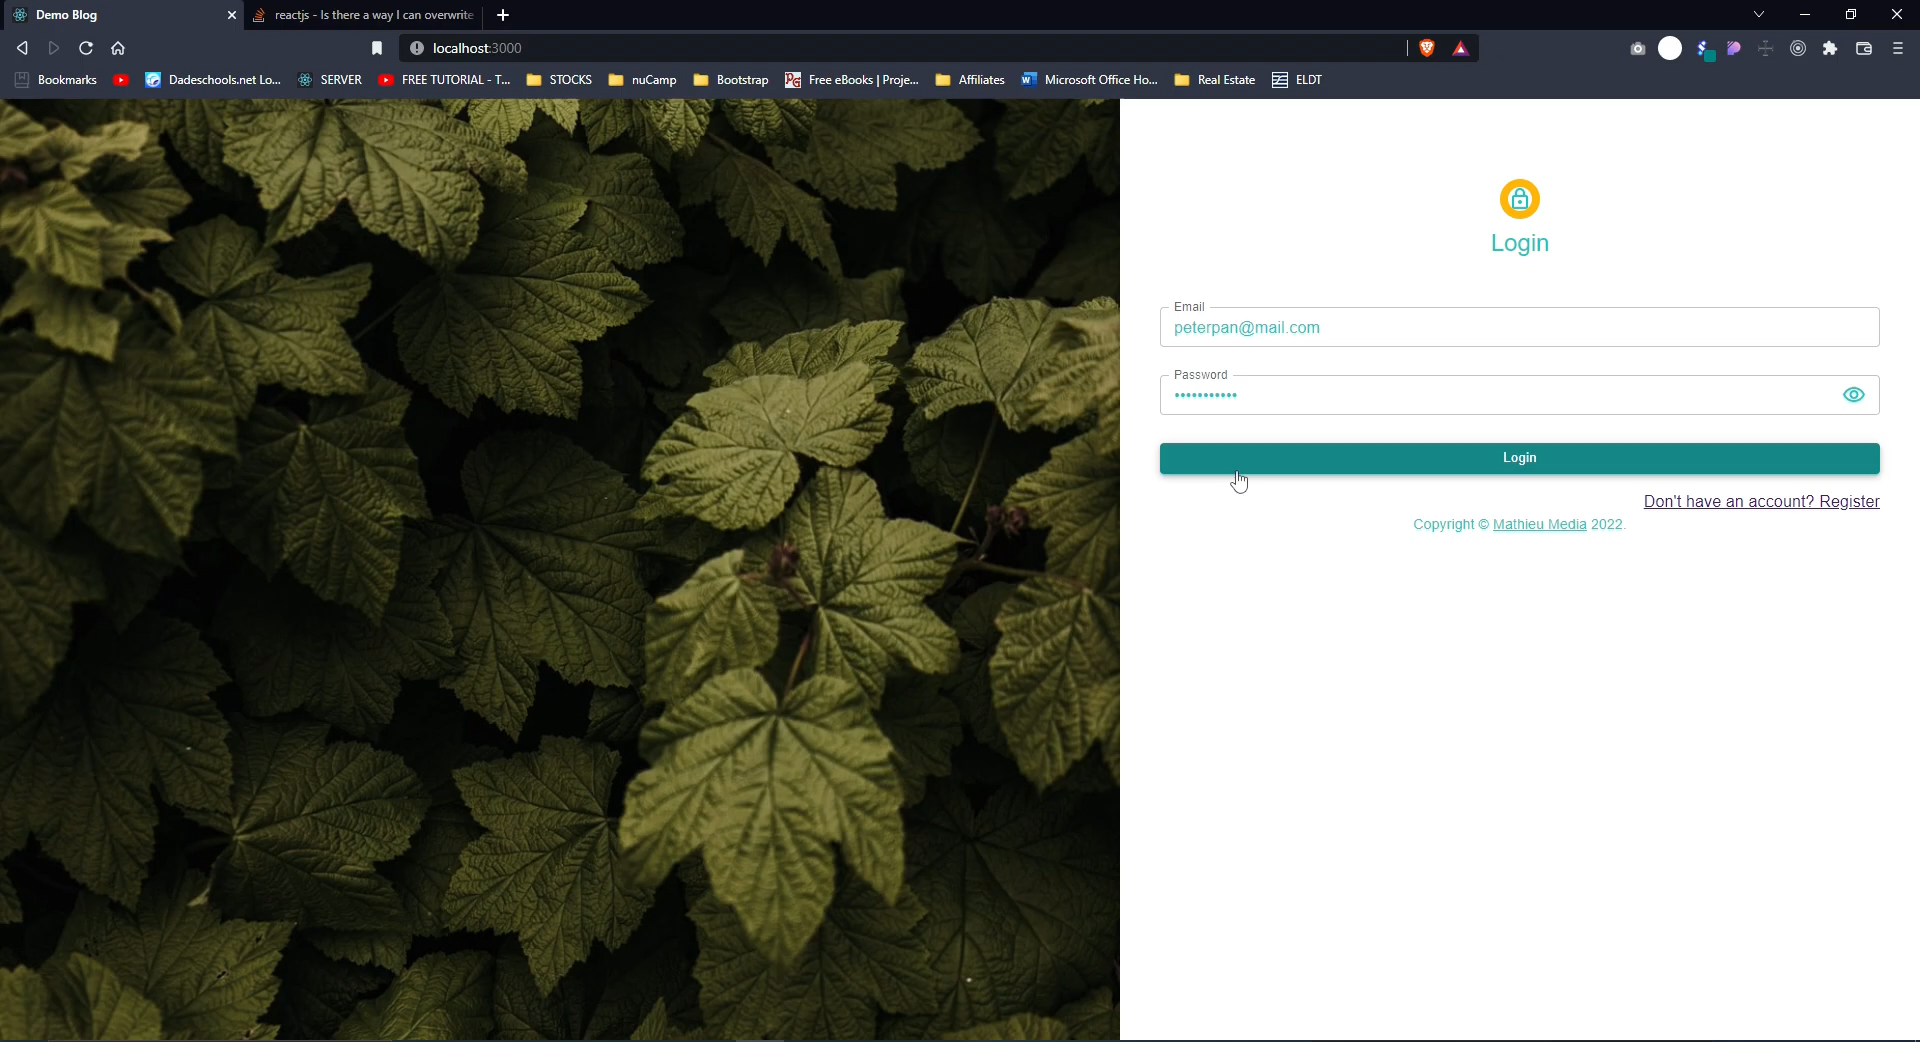 Demo Blog
reactjs - Is there a way I can overwrite
localhost:3000
Bookmarks
Dadeschools.net Lo...
SERVER
FREE TUTORIAL - T...
STOCKS
nuCamp
Bootstrap
Free eBooks | Proje...
Affiliates
Microsoft Office Ho...
Real Estate
ELDT
Login
Email
peterpan@mail.com
Password
•••••••••••
Login
Don't have an account? Register
Copyright © Mathieu Media 2022.